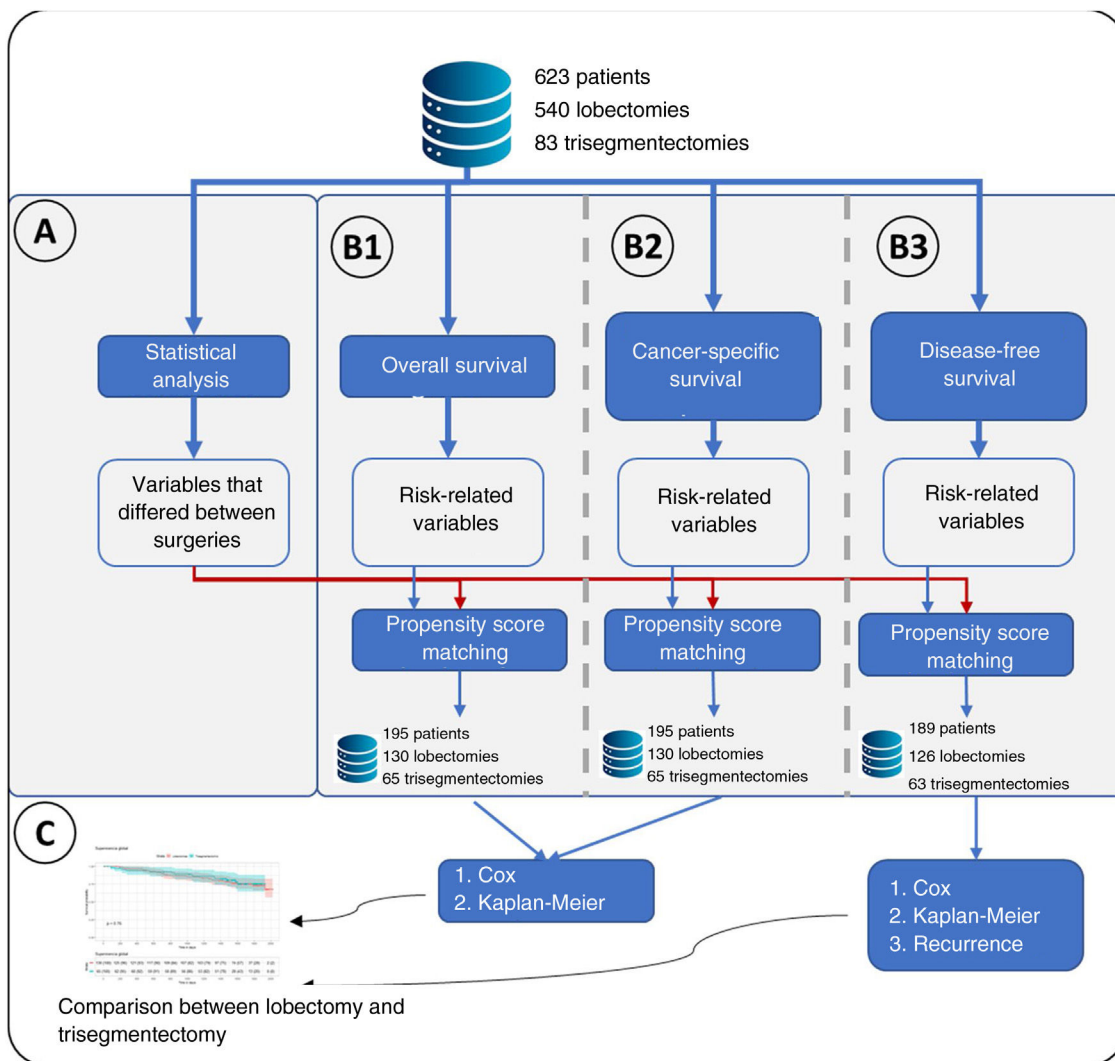 623 patients
540 lobectomies
83 trisegmentectomies
A
B1
B2
B3
Statistical
analysis
Overall survival
Cancer-specific
survival
Disease-free
survival
Variables that
differed between
surgeries
Risk-related
variables
Risk-related
variables
Risk-related
variables
Propensity score
matching
Propensity score
matching
Propensity score
matching
195 patients
130 lobectomies
65 trisegmentectomies
195 patients
130 lobectomies
65 trisegmentectomies
189 patients
126 lobectomies
63 trisegmentectomies
C
1. Cox
2. Kaplan-Meier
1. Cox
2. Kaplan-Meier
3. Recurrence
Comparison between lobectomy and
trisegmentectomy